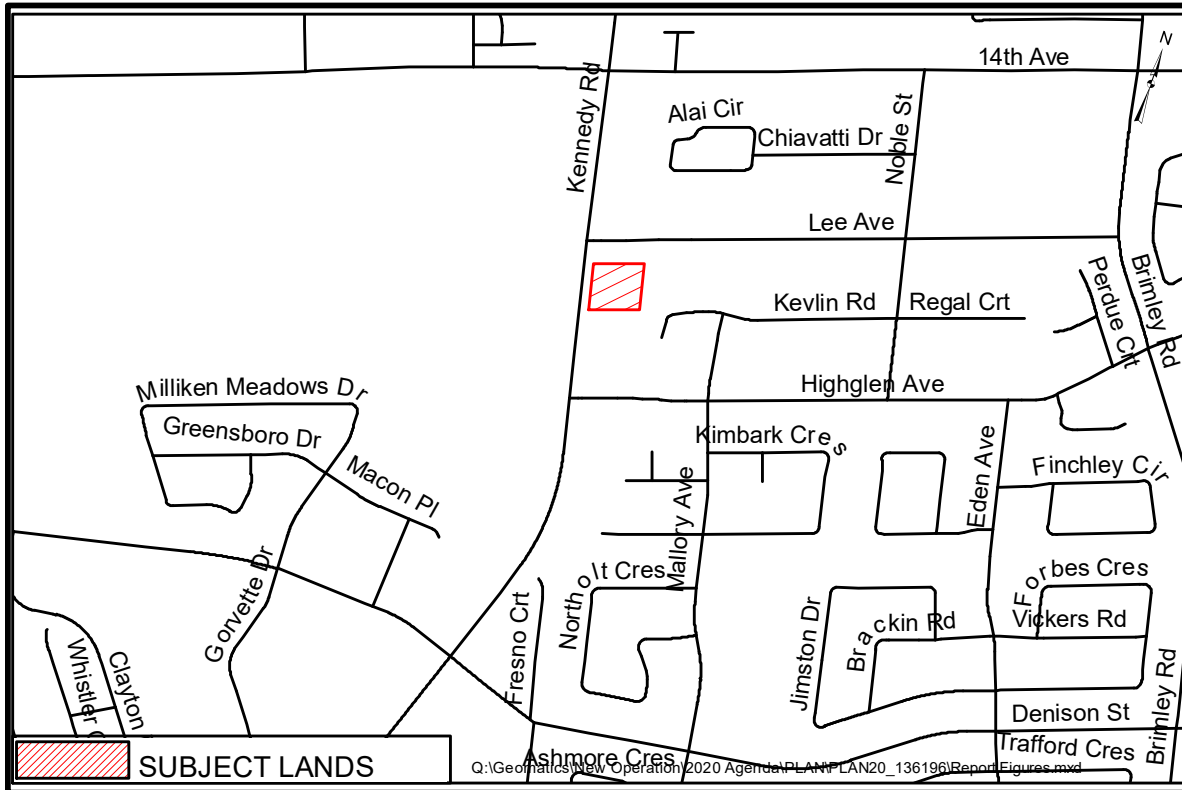 N
14th Ave
Kennedy Rd
Alai Cir
Chiavatti Dr
Noble St
Lee Ave
Brimley Rd
Perdue Crt
Kevlin Rd
Regal Crt
Highglen Ave
Milliken Meadows Dr
Greensboro Dr
Macon Pl
Kimbark Cres
Mallory Ave
Eden Ave
Finchley Cir
Gorvette Dr
Fresno Crt
Northolt Cres
Jimston Dr
Brackin Rd
Forbes Cres
Vickers Rd
Whistler C
Clayton
Denison St
Brimley Rd
Trafford Cres
Ashmore Cres
SUBJECT LANDS
Q:\Geomatics\New Operation\2020 Agenda\PLAN\PLAN20_136196\Report Figures.mxd